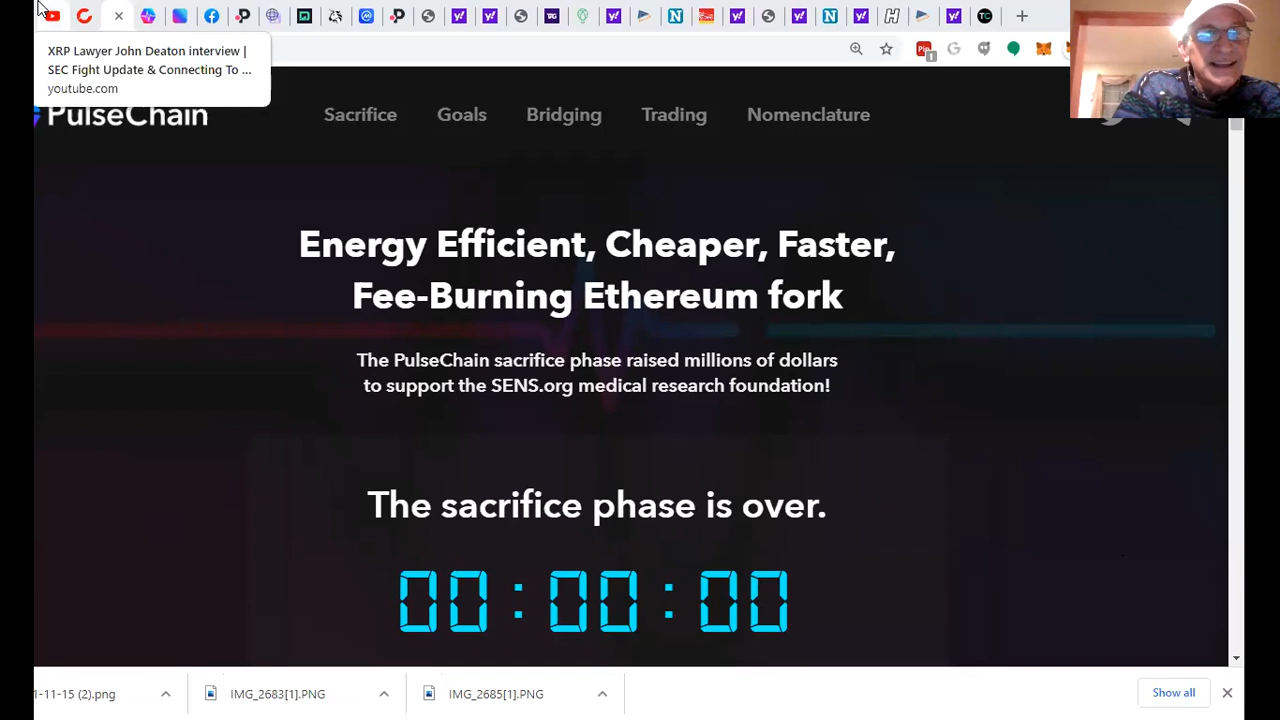 XRP Lawyer John Deaton interview |
SEC Fight Update & Connecting To ...
youtube.com
PulseChain
Sacrifice
Goals
Bridging
Trading
Nomenclature
Energy Efficient, Cheaper, Faster,
Fee-Burning Ethereum fork
The PulseChain sacrifice phase raised millions of dollars
to support the SENS.org medical research foundation!
The sacrifice phase is over.
00:00:00
1-11-15 (2).png
IMG_2683[1].PNG
IMG_2685[1].PNG
Show all